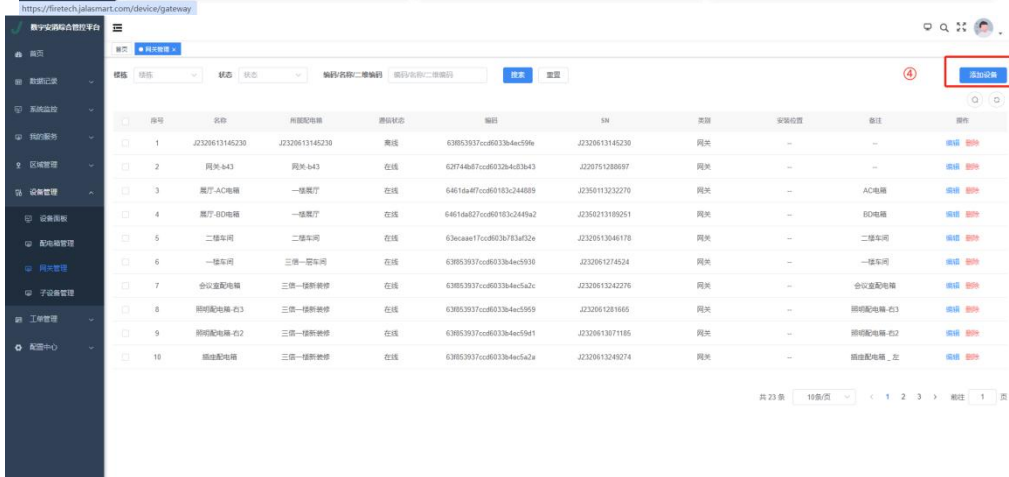 https://firetech.jalasmart.com/device/gateway
数字安消综合管控平台
首页 网关管理 ×
首页
数据记录
系统监控
我的服务
区域管理
设备管理
设备面板
配电箱管理
网关管理
子设备管理
工单管理
配置中心
楼栋 楼栋 状态 状态 编码/名称/二维编码 编码/名称/二维编码 搜索 重置 ④ 添加设备
序号 名称 所属配电箱 通信状态 编码 SN 类别 安装位置 备注 操作
1 J2320613145230 J2320613145230 离线 63f853937ccd6033b4ec59fe J2320613145230 网关 -- -- 编辑 删除
2 网关-b43 网关-b43 在线 62f744b87ccd6032b4c83b43 J220751288697 网关 -- -- 编辑 删除
3 展厅-AC电箱 一楼展厅 在线 6461da4f7ccd60183c244889 J2350113232270 网关 -- AC电箱 编辑 删除
4 展厅-BD电箱 一楼展厅 在线 6461da827ccd60183c2449a2 J2350213189251 网关 -- BD电箱 编辑 删除
5 二楼车间 二楼车间 在线 63ecaae17ccd603b783af32e J2320513046178 网关 -- 二楼车间 编辑 删除
6 一楼车间 三倍一层车间 在线 63f853937ccd6033b4ec5930 J232061274524 网关 -- 一楼车间 编辑 删除
7 会议室配电箱 三倍一楼新装修 在线 63f853937ccd6033b4ec5a2c J2320613242276 网关 -- 会议室配电箱 编辑 删除
8 照明配电箱-右3 三倍一楼新装修 在线 63f853937ccd6033b4ec5959 J232061281665 网关 -- 照明配电箱-右3 编辑 删除
9 照明配电箱-右2 三倍一楼新装修 在线 63f853937ccd6033b4ec59d1 J2320613071185 网关 -- 照明配电箱-右2 编辑 删除
10 插座配电箱 三倍一楼新装修 在线 63f853937ccd6033b4ec5a2a J2320613249274 网关 -- 插座配电箱 _ 左 编辑 删除
共 23 条 10条/页 < 1 2 3 > 前往 1 页